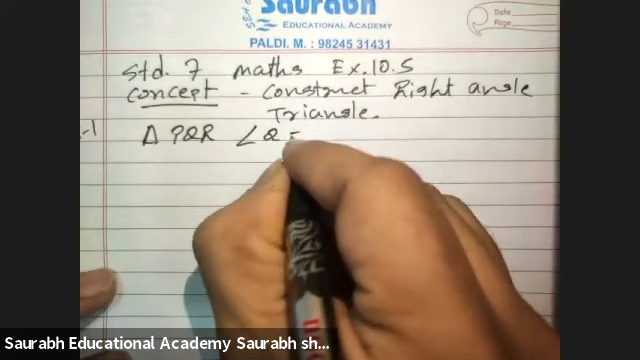 Saurabh
Educational Academy
PALDI. M. : 98245 31431
Date
Page
Std. 7 maths Ex. 10.5
concept - Construct Right angle
Triangle.
-1 Δ PQR ∠Q =
Saurabh Educational Academy Saurabh sh...